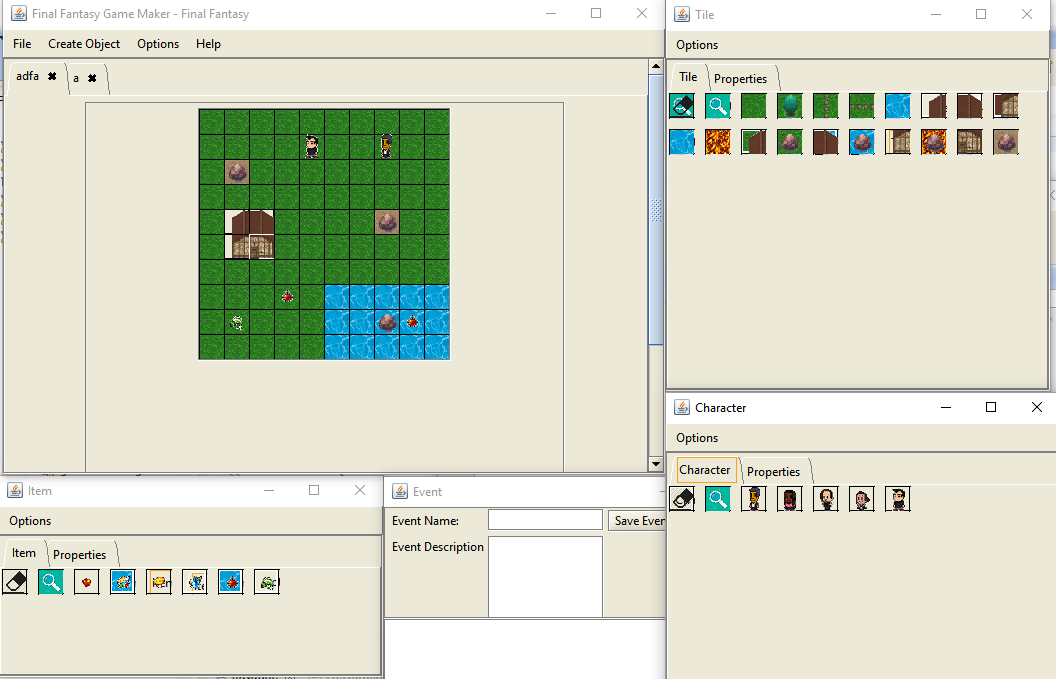 Final Fantasy Game Maker - Final Fantasy
File Create Object Options Help
adfa
a
Tile
Options
Tile Properties
Character
Options
Character Properties
Item
Options
Item Properties
Event
Event Name:
Save Even
Event Description